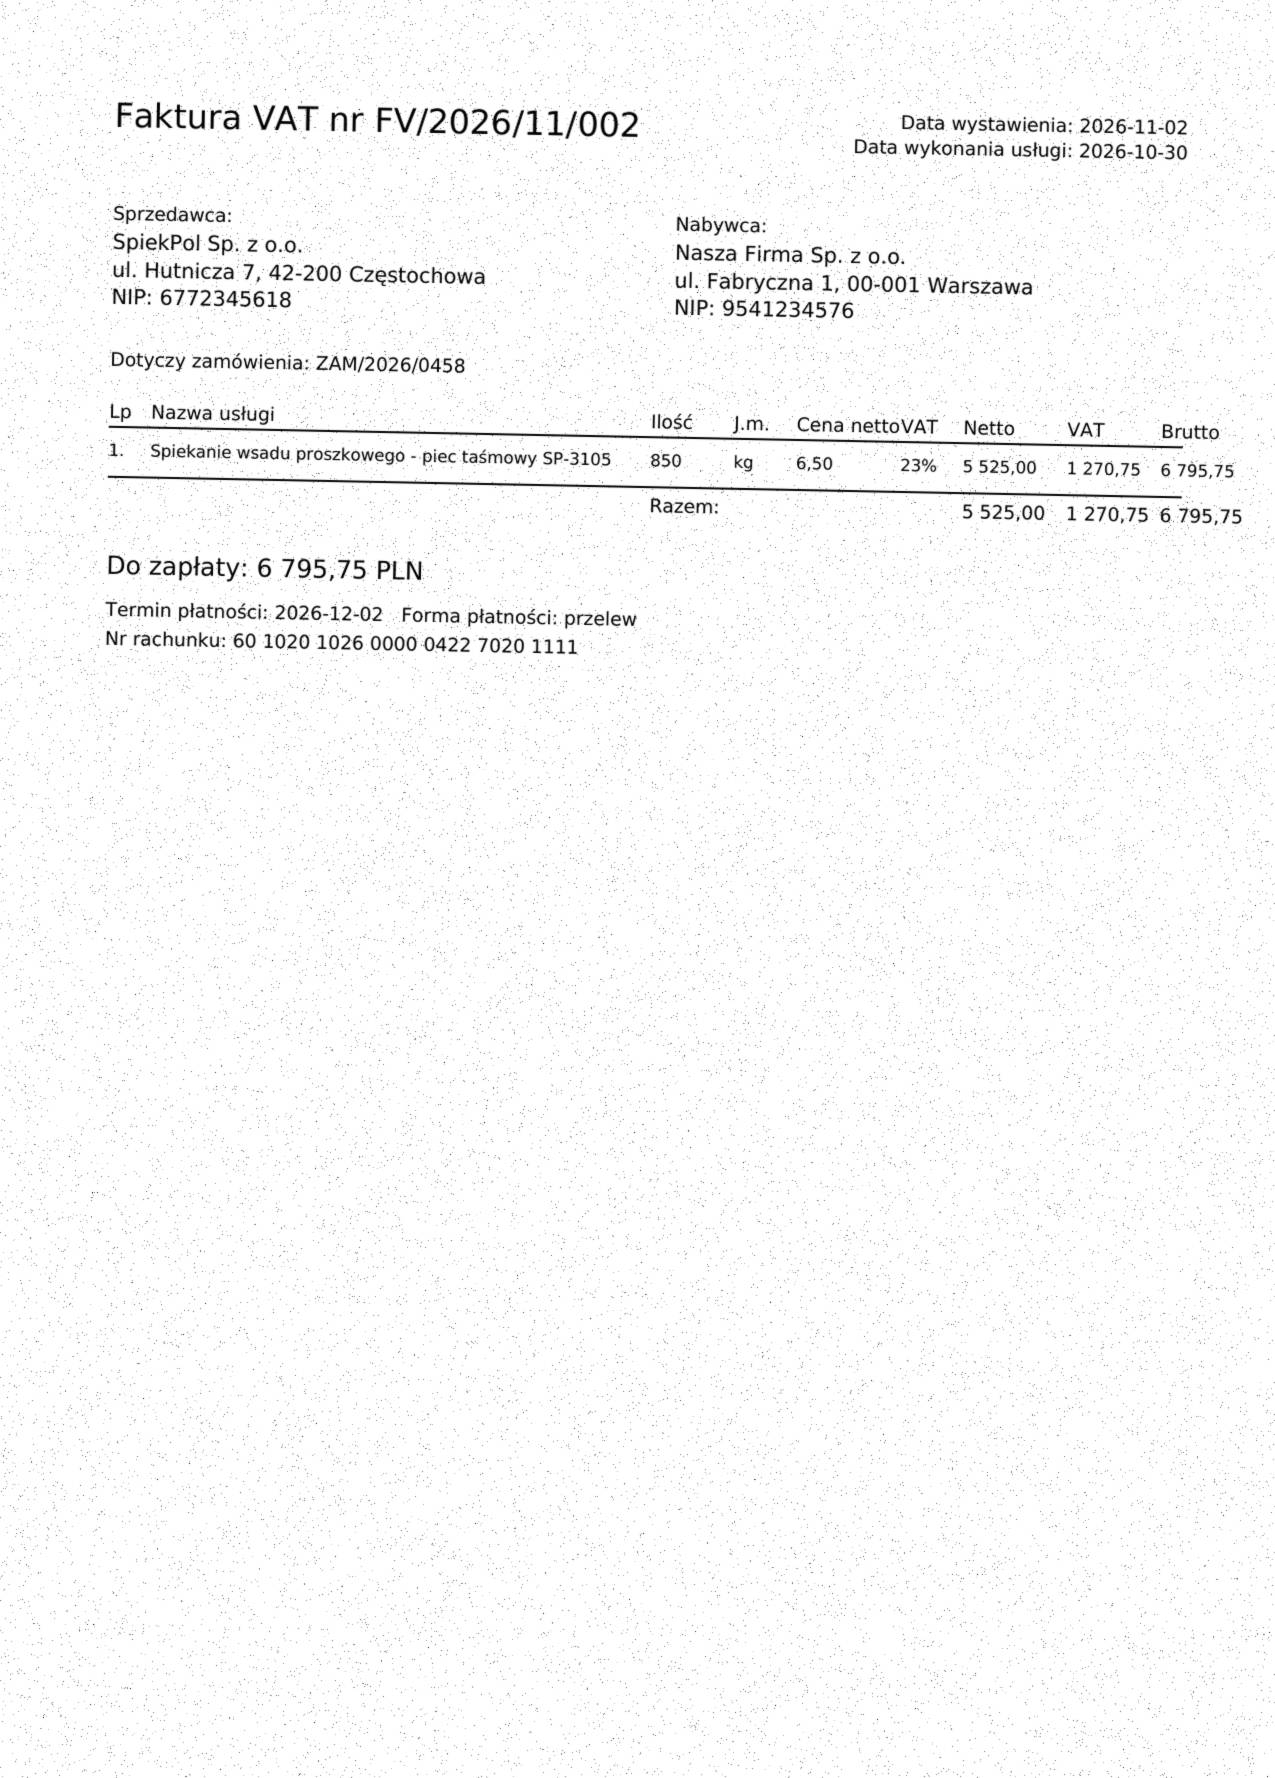 Faktura VAT nr FV/2026/11/002
Data wystawienia: 2026-11-02
Data wykonania usługi: 2026-10-30
Sprzedawca:
SpiekPol Sp. z o.o.
ul. Hutnicza 7, 42-200 Częstochowa
NIP: 6772345618
Nabywca:
Nasza Firma Sp. z o.o.
ul. Fabryczna 1, 00-001 Warszawa
NIP: 9541234576
Dotyczy zamówienia: ZAM/2026/0458
Lp Nazwa usługi Ilość J.m. Cena netto VAT Netto VAT Brutto
1. Spiekanie wsadu proszkowego - piec taśmowy SP-3105 850 kg 6,50 23% 5 525,00 1 270,75 6 795,75
Razem: 5 525,00 1 270,75 6 795,75
Do zapłaty: 6 795,75 PLN
Termin płatności: 2026-12-02 Forma płatności: przelew
Nr rachunku: 60 1020 1026 0000 0422 7020 1111